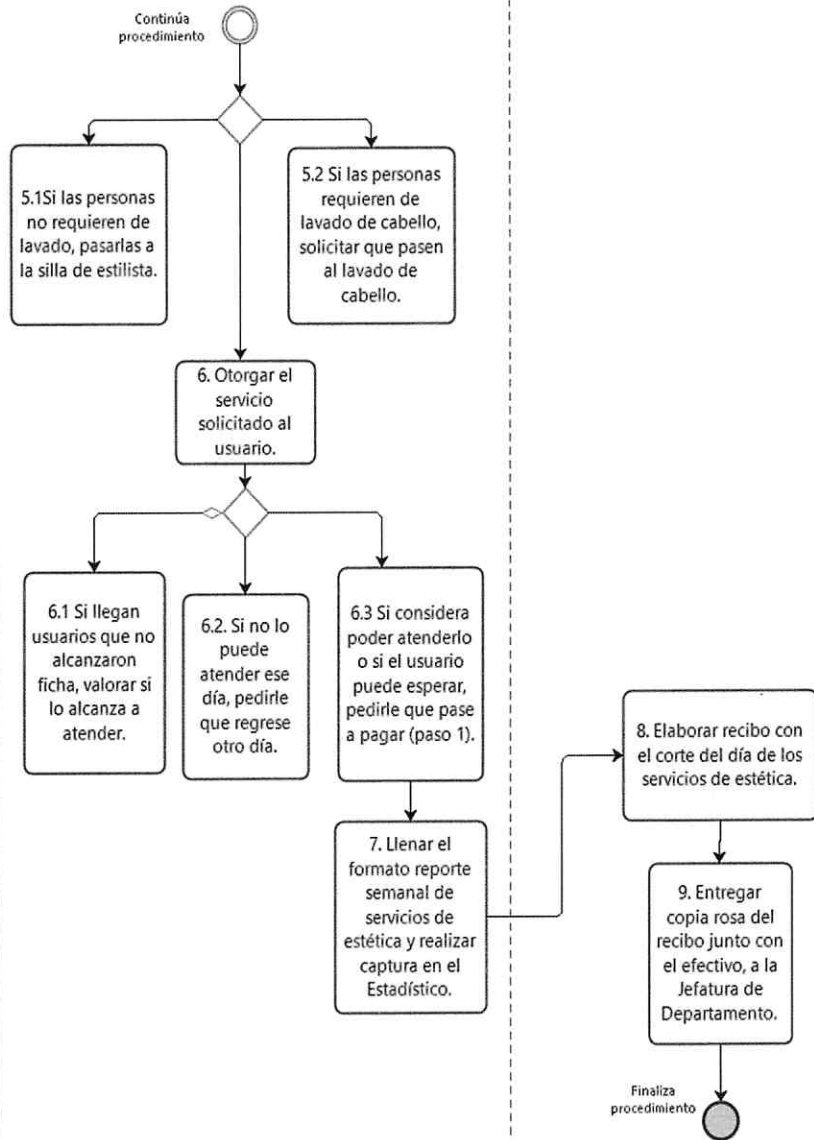 Continúa
procedimiento
5.1Si las personas
no requieren de
lavado, pasarlas a
la silla de estilista.
5.2 Si las personas
requieren de
lavado de cabello,
solicitar que pasen
al lavado de
cabello.
6. Otorgar el
servicio
solicitado al
usuario.
6.1 Si llegan
usuarios que no
alcanzaron
ficha, valorar si
lo alcanza a
atender.
6.2. Si no lo
puede
atender ese
día, pedirle
que regrese
otro día.
6.3 Si considera
poder atenderlo
o si el usuario
puede esperar,
pedirle que pase
a pagar (paso 1).
7. Llenar el
formato reporte
semanal de
servicios de
estética y realizar
captura en el
Estadístico.
8. Elaborar recibo con
el corte del día de los
servicios de estética.
9. Entregar
copia rosa del
recibo junto con
el efectivo, a la
Jefatura de
Departamento.
Finaliza
procedimiento